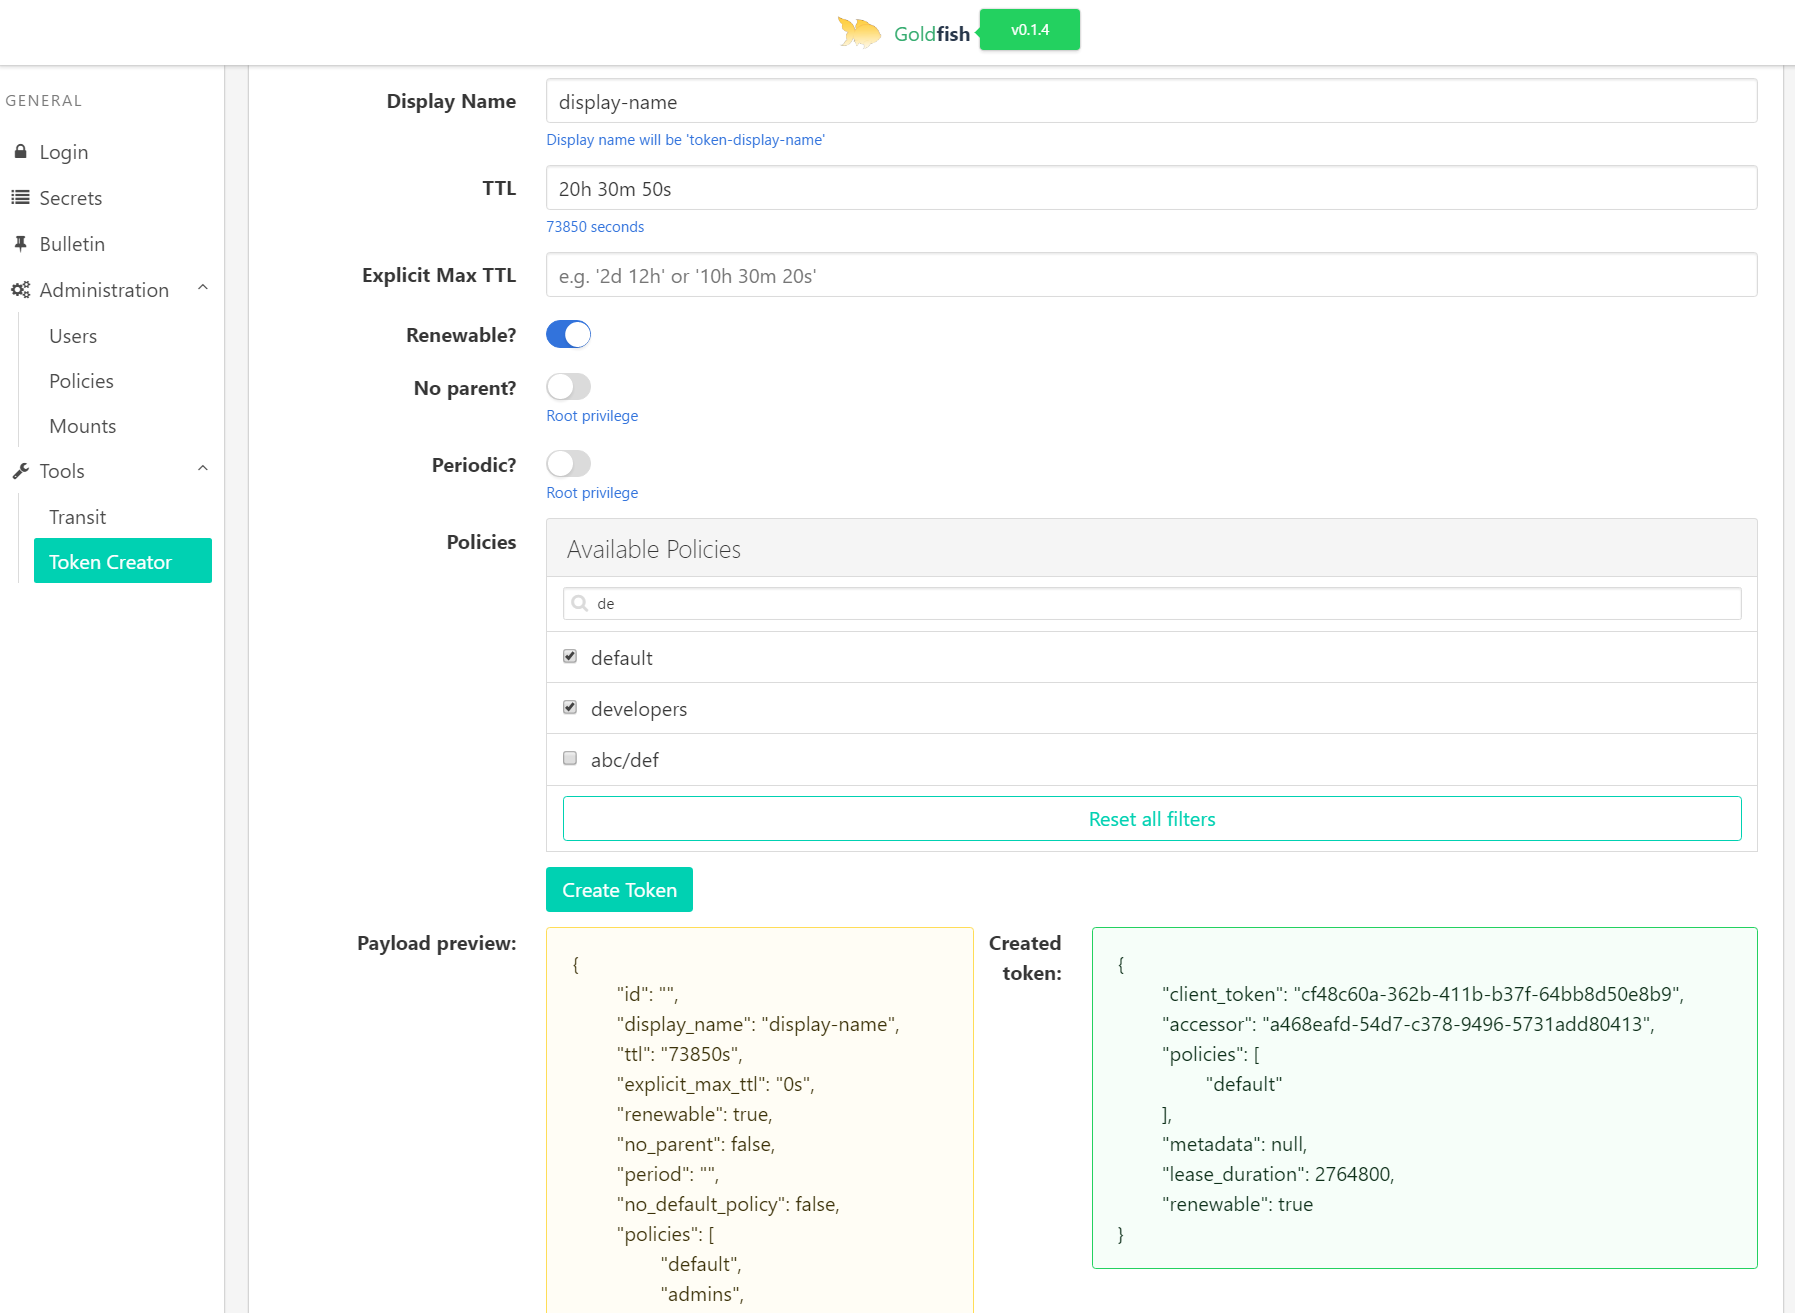 Goldfish v0.1.4
GENERAL
Login
Secrets
Bulletin
Administration
Users
Policies
Mounts
Tools
Transit
Token Creator
Display Name
display-name
Display name will be 'token-display-name'
TTL
20h 30m 50s
73850 seconds
Explicit Max TTL
e.g. '2d 12h' or '10h 30m 20s'
Renewable?
No parent?
Root privilege
Periodic?
Root privilege
Policies
Available Policies
de
default
developers
abc/def
Reset all filters
Create Token
Payload preview:
{
"id": "",
"display_name": "display-name",
"ttl": "73850s",
"explicit_max_ttl": "0s",
"renewable": true,
"no_parent": false,
"period": "",
"no_default_policy": false,
"policies": [
"default",
"admins",
Created
token:
{
"client_token": "cf48c60a-362b-411b-b37f-64bb8d50e8b9",
"accessor": "a468eafd-54d7-c378-9496-5731add80413",
"policies": [
"default"
],
"metadata": null,
"lease_duration": 2764800,
"renewable": true
}